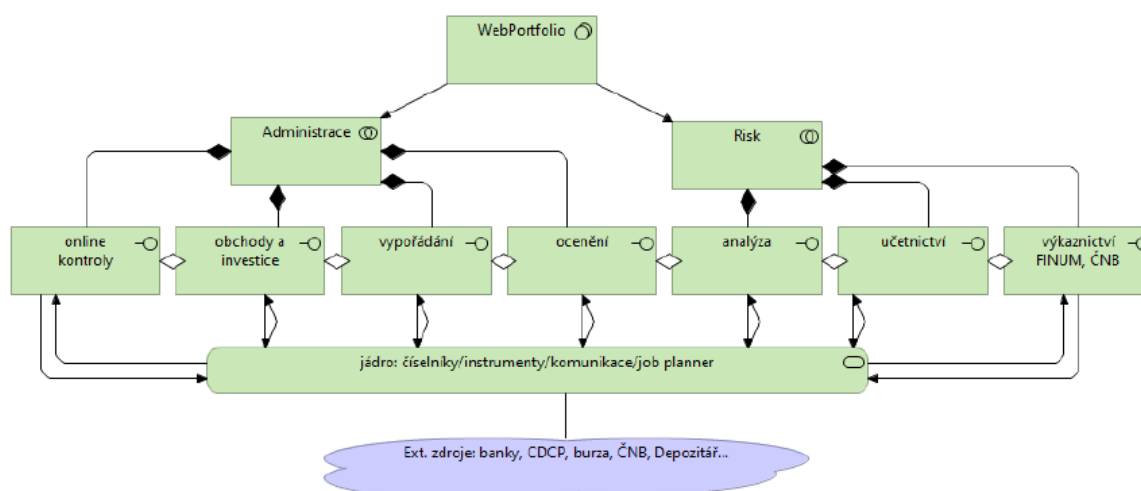 WebPortfolio
Administrace
Risk
online
kontroly
obchody a
investice
vypořádání
ocenění
analýza
účetnictví
výkaznictví
FINUM, ČNB
jádro: číselníky/instrumenty/komunikace/job planner
Ext. zdroje: banky, CDCP, burza, ČNB, Depozitář...